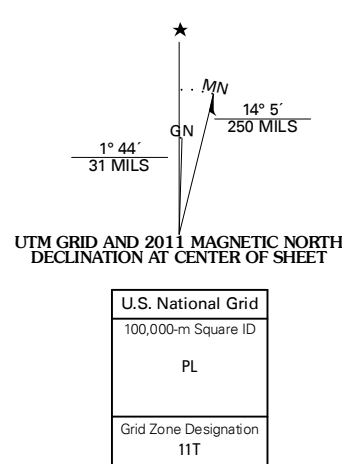 ★
MN
GN
14° 5´
250 MILS
1° 44´
31 MILS
UTM GRID AND 2011 MAGNETIC NORTH
DECLINATION AT CENTER OF SHEET
U.S. National Grid
100,000-m Square ID
PL
Grid Zone Designation
11T